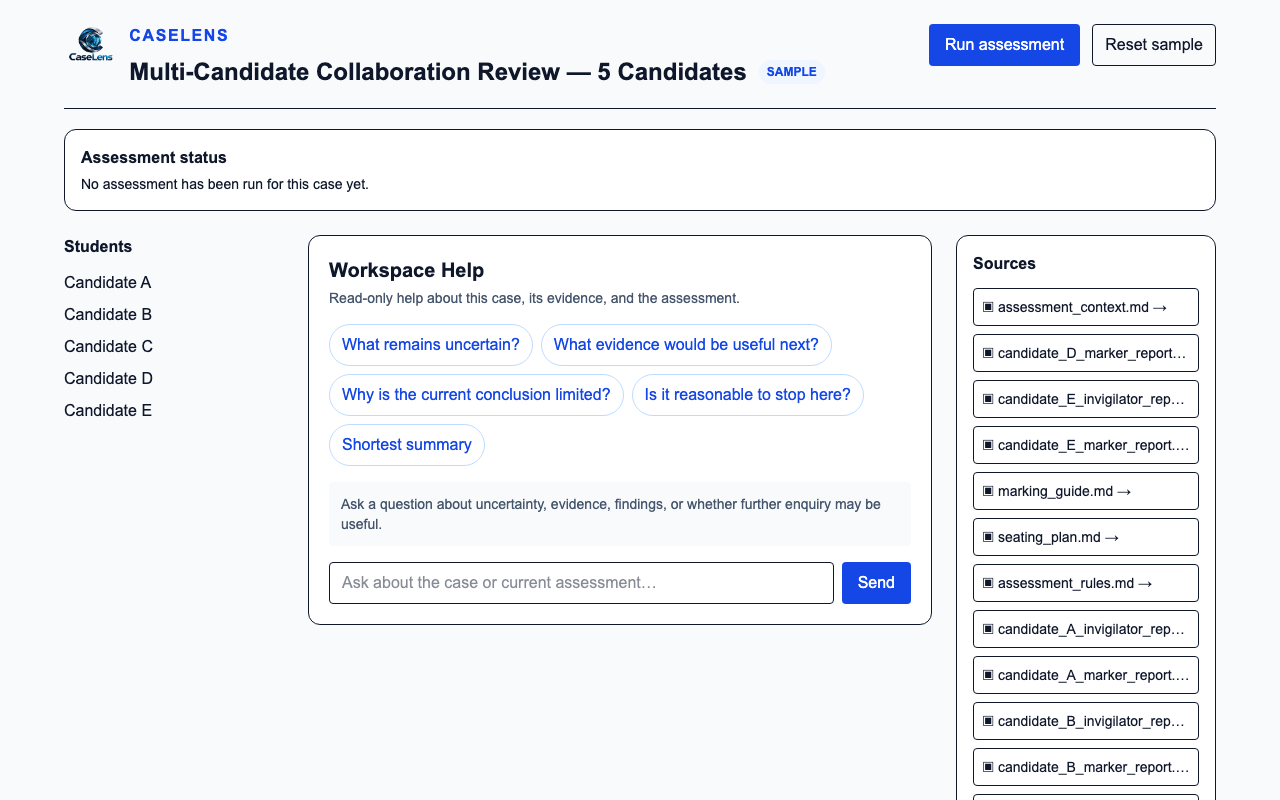 CaseLens
CASELENS
Multi-Candidate Collaboration Review — 5 Candidates SAMPLE
Run assessment
Reset sample
Assessment status
No assessment has been run for this case yet.
Students
Candidate A
Candidate B
Candidate C
Candidate D
Candidate E
Workspace Help
Read-only help about this case, its evidence, and the assessment.
What remains uncertain?
What evidence would be useful next?
Why is the current conclusion limited?
Is it reasonable to stop here?
Shortest summary
Ask a question about uncertainty, evidence, findings, or whether further enquiry may be
useful.
Ask about the case or current assessment…
Send
Sources
▣ assessment_context.md →
▣ candidate_D_marker_report…
▣ candidate_E_invigilator_rep…
▣ candidate_E_marker_report.…
▣ marking_guide.md →
▣ seating_plan.md →
▣ assessment_rules.md →
▣ candidate_A_invigilator_rep…
▣ candidate_A_marker_report.…
▣ candidate_B_invigilator_rep…
▣ candidate_B_marker_report.…